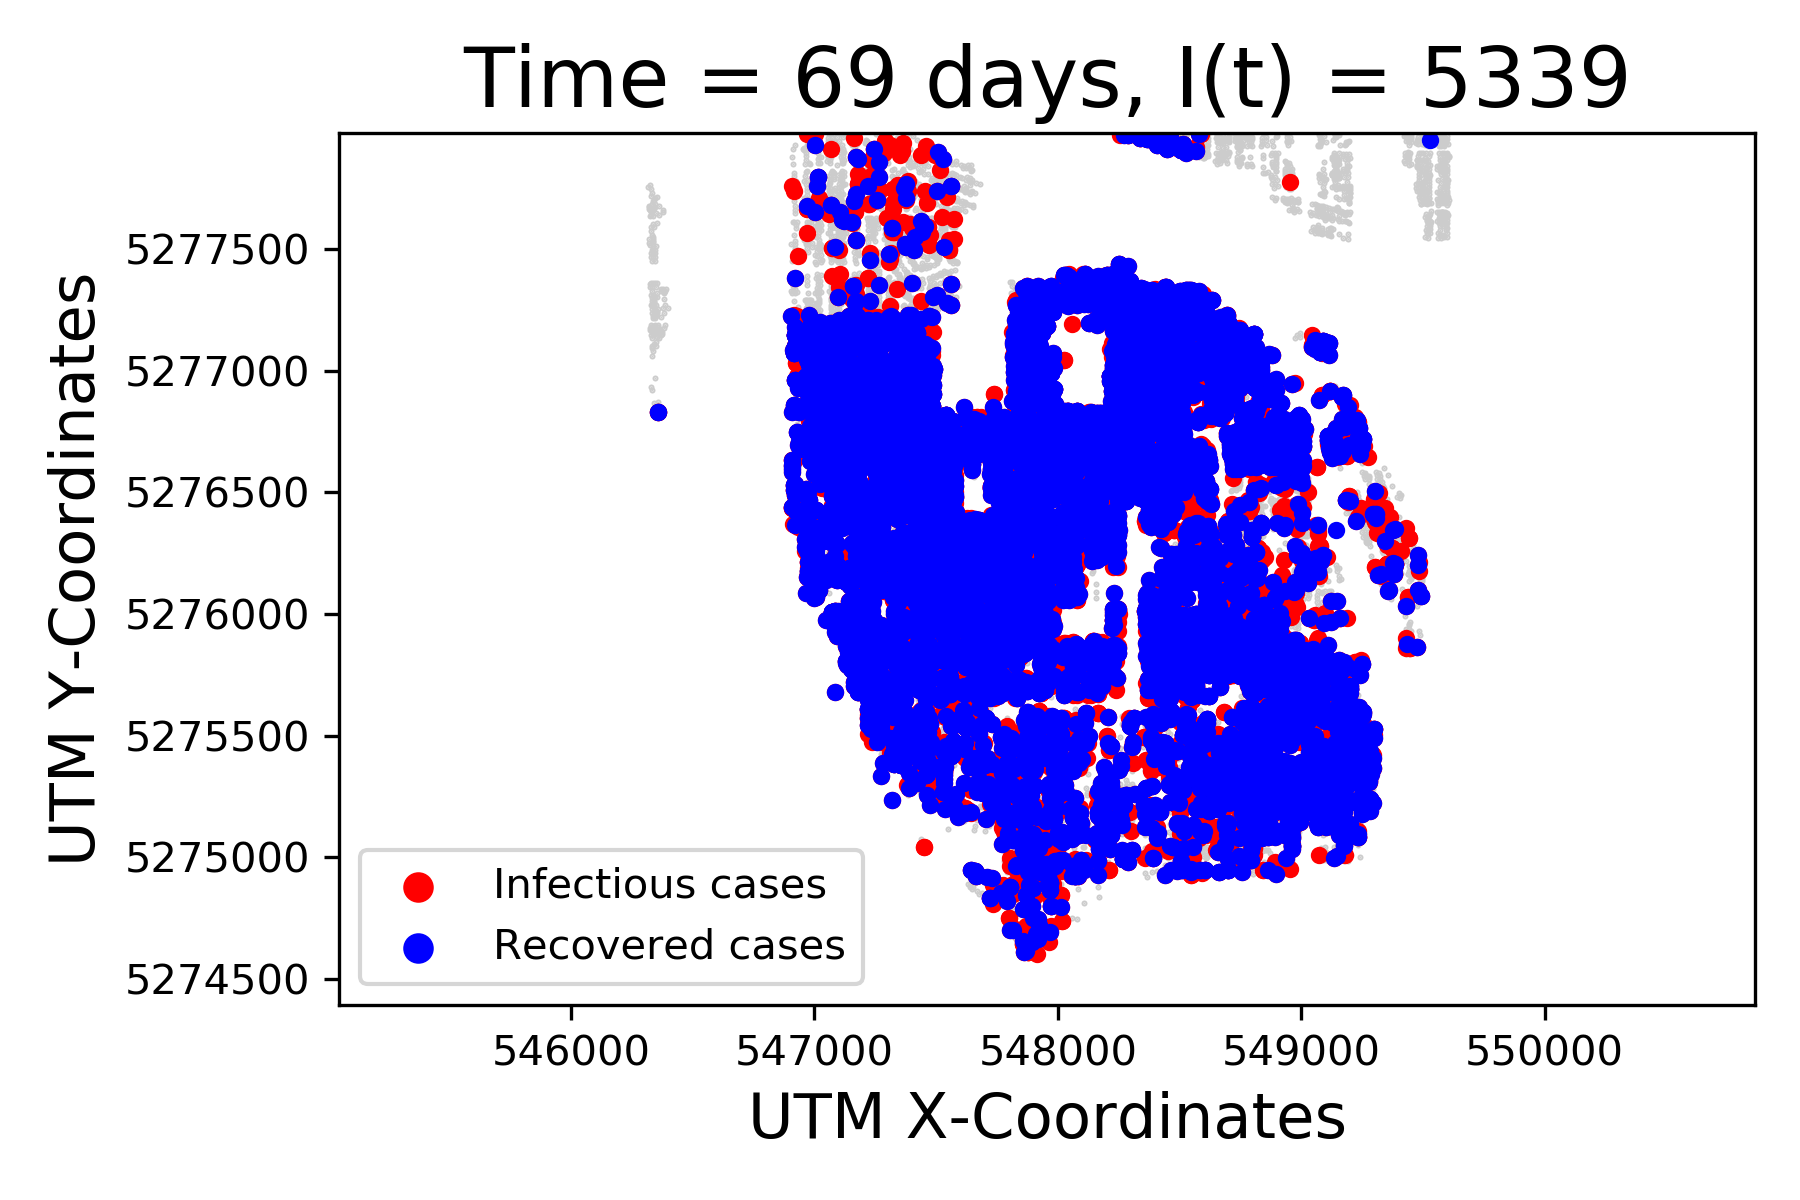 Time = 69 days, I(t) = 5339
UTM Y-Coordinates
5277500
5277000
5276500
5276000
5275500
5275000
5274500
Infectious cases
Recovered cases
546000 547000 548000 549000 550000
UTM X-Coordinates